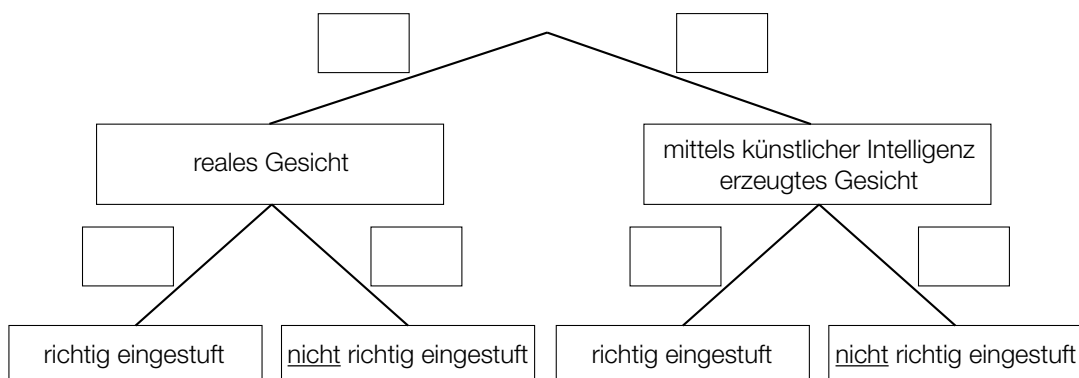 reales Gesicht
mittels künstlicher Intelligenz
erzeugtes Gesicht
richtig eingestuft
nicht richtig eingestuft
richtig eingestuft
nicht richtig eingestuft